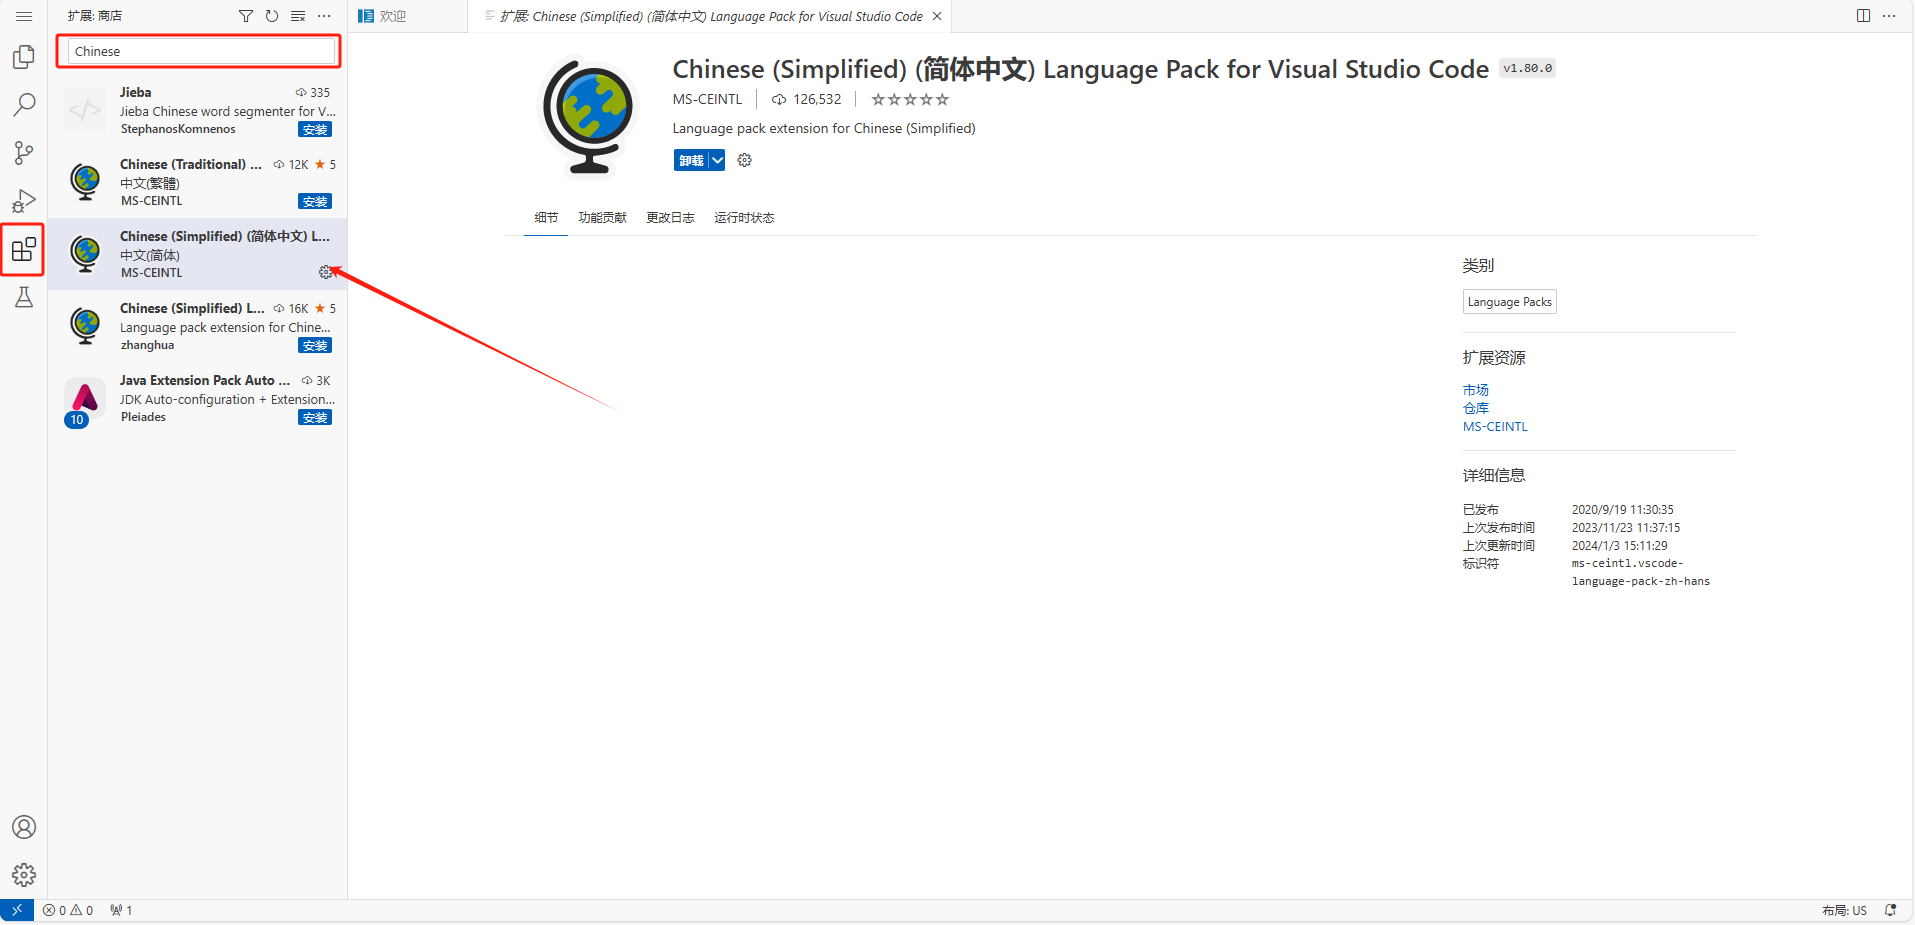 扩展: 商店
Chinese
Jieba 335
Jieba Chinese word segmenter for V...
StephanosKomnenos 安装
Chinese (Traditional) ... 12K ★ 5
中文(繁體)
MS-CEINTL 安装
Chinese (Simplified) (简体中文) L...
中文(简体)
MS-CEINTL
Chinese (Simplified) L... 16K ★ 5
Language pack extension for Chine...
zhanghua 安装
Java Extension Pack Auto ... 3K
JDK Auto-configuration + Extension...
10 Pleiades 安装
欢迎 扩展: Chinese (Simplified) (简体中文) Language Pack for Visual Studio Code
Chinese (Simplified) (简体中文) Language Pack for Visual Studio Code v1.80.0
MS-CEINTL 126,532
Language pack extension for Chinese (Simplified)
卸载
细节 功能贡献 更改日志 运行时状态
类别
Language Packs
扩展资源
市场
仓库
MS-CEINTL
详细信息
已发布 2020/9/19 11:30:35
上次发布时间 2023/11/23 11:37:15
上次更新时间 2024/1/3 15:11:29
标识符 ms-ceintl.vscode-
language-pack-zh-hans
0 0 1 布局: US